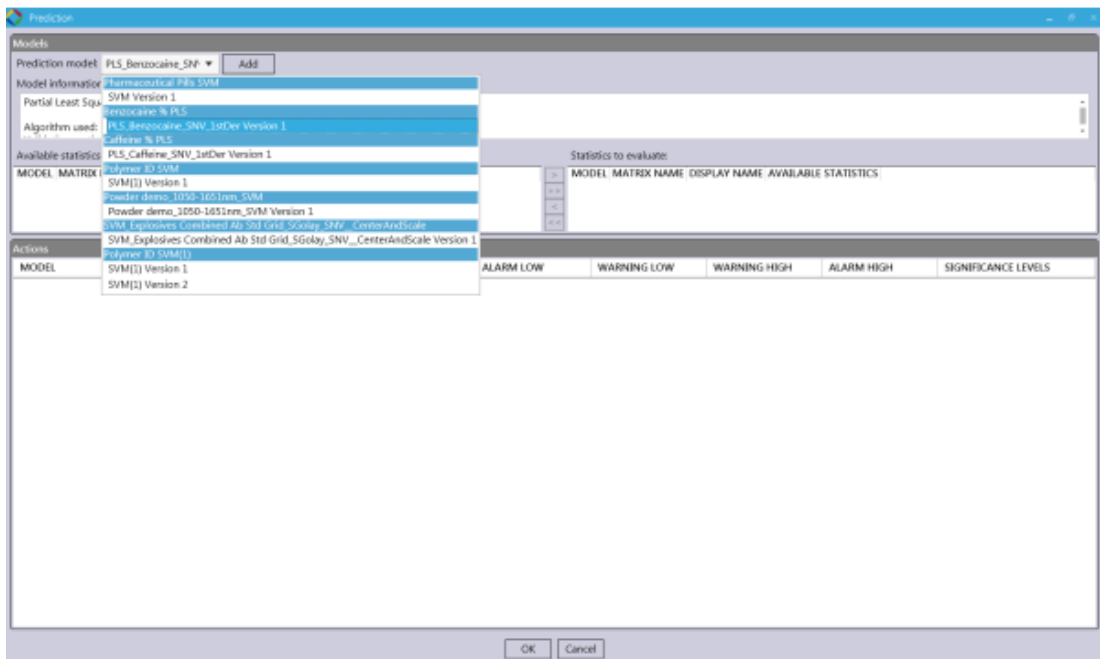 Prediction
Models
Prediction model: PLS_Benzocaine_SN Add
Model information
Pharmaceutical Pills SVM
Partial Least Squ
SVM Version 1
Benzocaine % PLS
Algorithm used:
PLS_Benzocaine_SNV_1stDer Version 1
Caffeine % PLS
Available statistics
PLS_Caffeine_SNV_1stDer Version 1
Statistics to evaluate:
Polymer ID SVM
MODEL MATRIX
MODEL MATRIX NAME DISPLAY NAME AVAILABLE STATISTICS
SVM(1) Version 1
> 
>>
<
<<
Powder demo_1050-1651nm_SVM
Powder demo_1050-1651nm_SVM Version 1
SVM_Explosives Combined Ab Std Grid_SGolay_SNV__CenterAndScale
SVM_Explosives Combined Ab Std Grid_SGolay_SNV__CenterAndScale Version 1
Actions
Polymer ID SVM(1)
MODEL ALARM LOW WARNING LOW WARNING HIGH ALARM HIGH SIGNIFICANCE LEVELS
SVM(1) Version 1
SVM(1) Version 2
OK Cancel